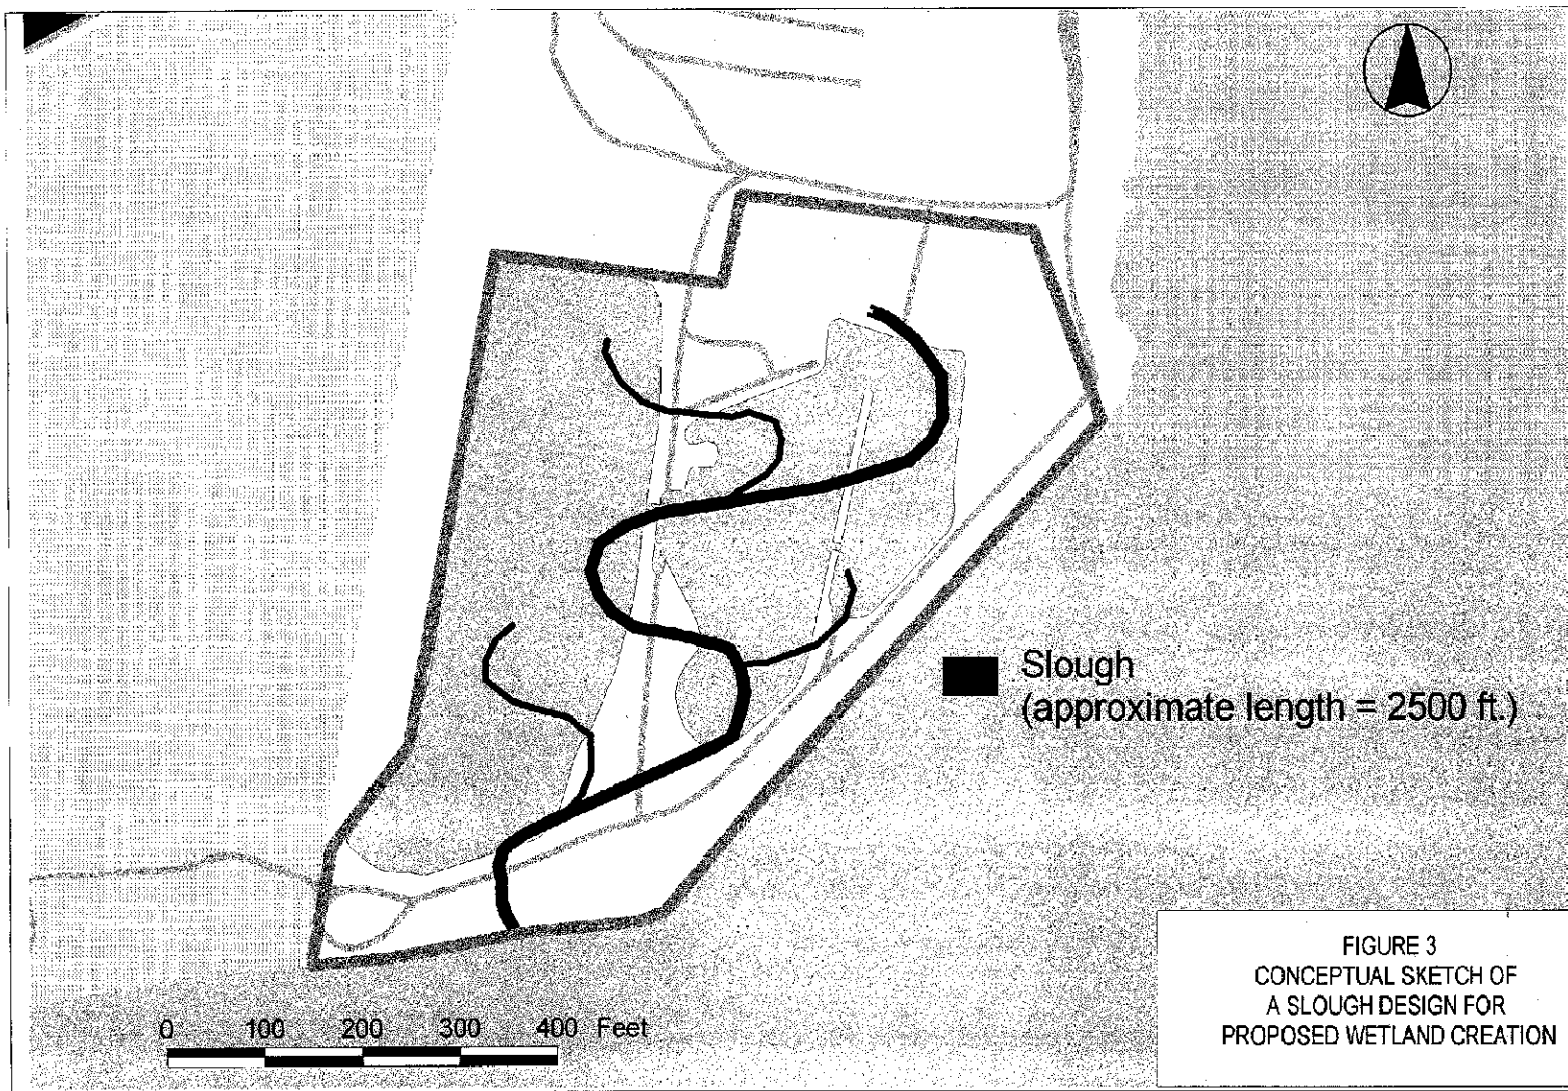 Slough
(approximate length = 2500 ft.)
0 100 200 300 400 Feet
FIGURE 3
CONCEPTUAL SKETCH OF
A SLOUGH DESIGN FOR
PROPOSED WETLAND CREATION